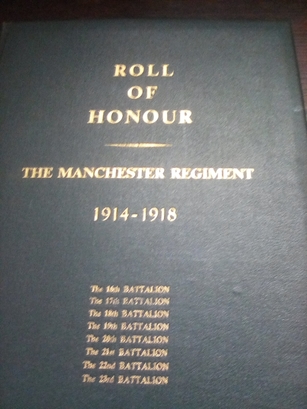 ROLL
OF
HONOUR
THE MANCHESTER REGIMENT
1914-1918
The 16th BATTALION
The 17th BATTALION
The 18th BATTALION
The 19th BATTALION
The 20th BATTALION
The 21st BATTALION
The 22nd BATTALION
The 23rd BATTALION